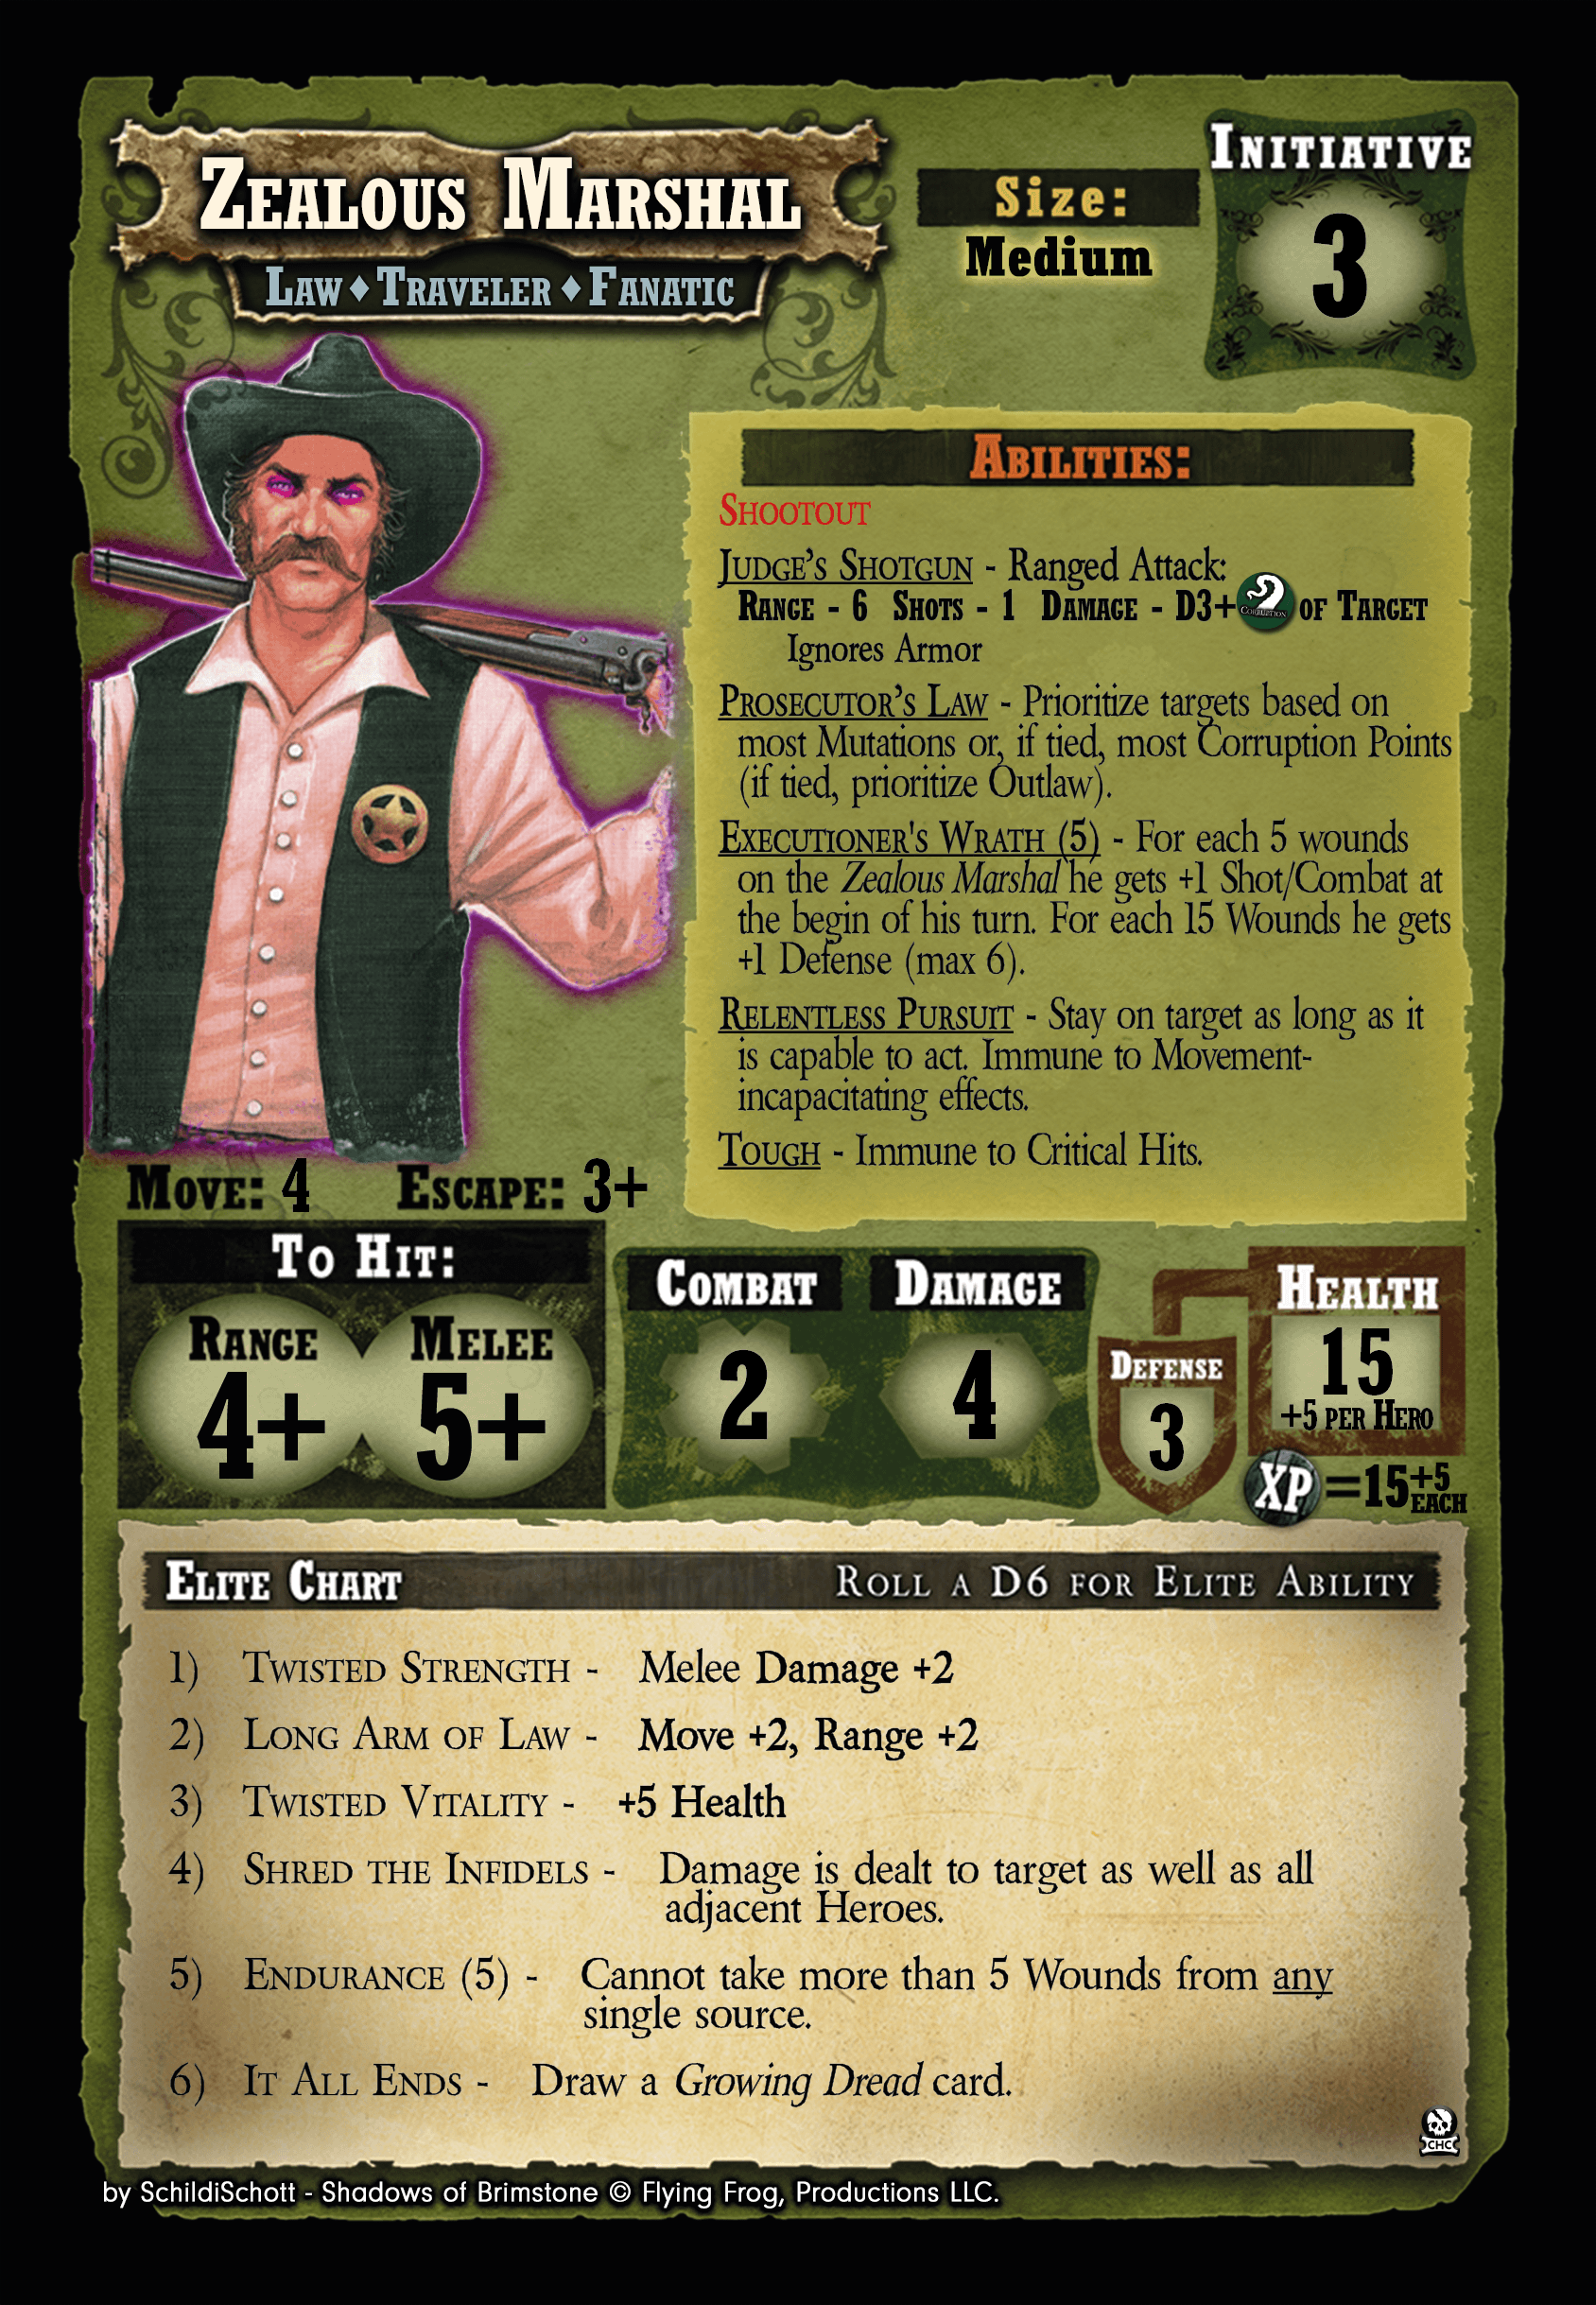 Zealous Marshal
Law ♦ Traveler ♦ Fanatic
Size:
Medium
Initiative
3
Abilities:
Shootout
Judge's Shotgun - Ranged Attack:
Range - 6 Shots - 1 Damage - D3+ Corruption of Target
Ignores Armor
Prosecutor's Law - Prioritize targets based on
most Mutations or, if tied, most Corruption Points
(if tied, prioritize Outlaw).
Executioner's Wrath (5) - For each 5 wounds
on the Zealous Marshal he gets +1 Shot/Combat at
the begin of his turn. For each 15 Wounds he gets
+1 Defense (max 6).
Relentless Pursuit - Stay on target as long as it
is capable to act. Immune to Movement-
incapacitating effects.
Tough - Immune to Critical Hits.
Move: 4 Escape: 3+
To Hit:
Range
4+
Melee
5+
Combat
2
Damage
4
Defense
3
Health
15
+5 per Hero
XP =15 +5 each
Elite Chart
Roll a D6 for Elite Ability
1) Twisted Strength - Melee Damage +2
2) Long Arm of Law - Move +2, Range +2
3) Twisted Vitality - +5 Health
4) Shred the Infidels - Damage is dealt to target as well as all
adjacent Heroes.
5) Endurance (5) - Cannot take more than 5 Wounds from any
single source.
6) It All Ends - Draw a Growing Dread card.
CHC
by SchildiSchott - Shadows of Brimstone © Flying Frog, Productions LLC.